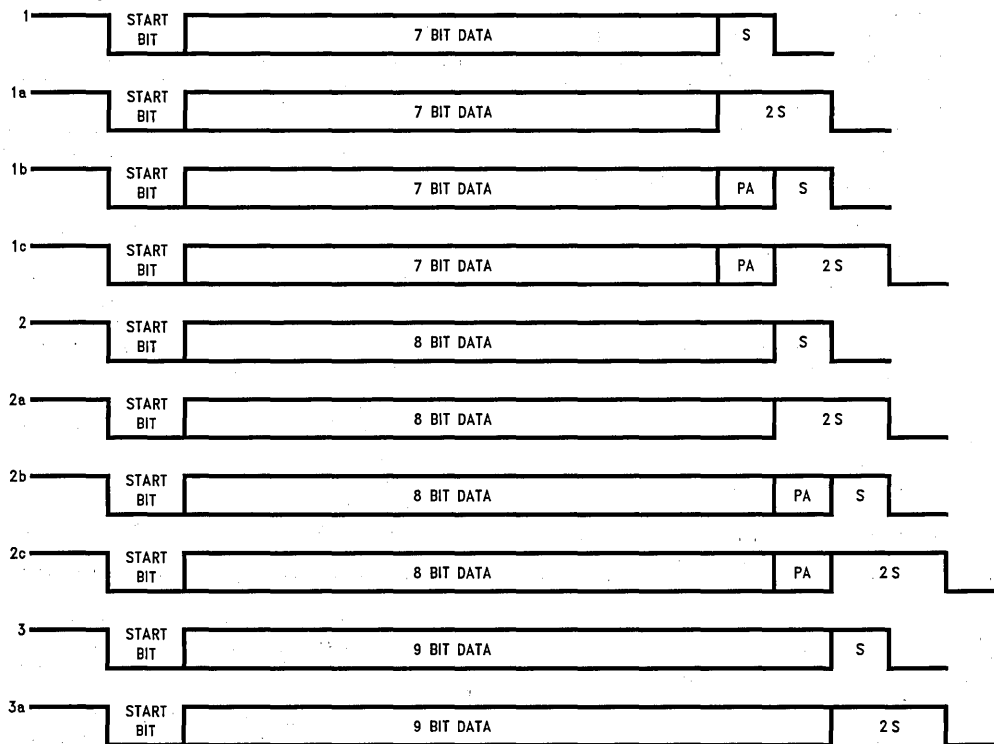 1 START BIT 7 BIT DATA S
1a START BIT 7 BIT DATA 2 S
1b START BIT 7 BIT DATA PA S
1c START BIT 7 BIT DATA PA 2 S
2 START BIT 8 BIT DATA S
2a START BIT 8 BIT DATA 2 S
2b START BIT 8 BIT DATA PA S
2c START BIT 8 BIT DATA PA 2 S
3 START BIT 9 BIT DATA S
3a START BIT 9 BIT DATA 2 S